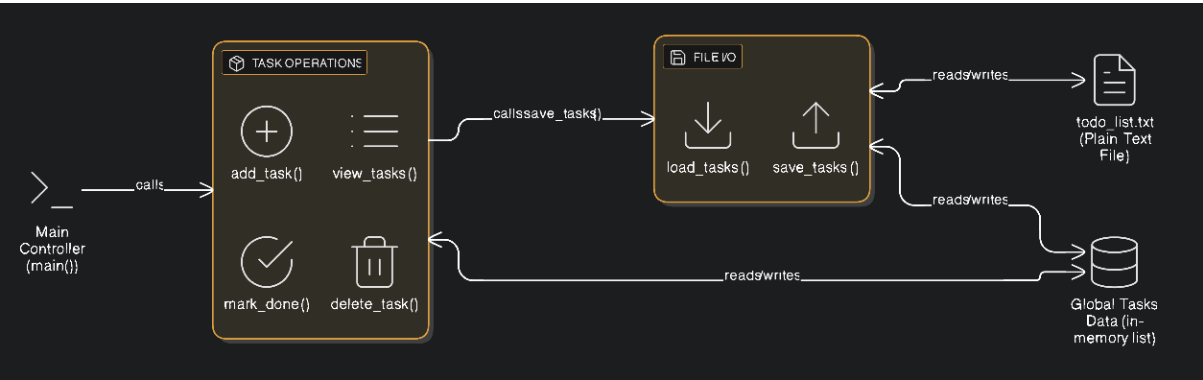 TASK OPERATIONS
FILE I/O
add_task()
view_tasks()
mark_done()
delete_task()
load_tasks()
save_tasks()
calls
callssave_tasks()
reads/writes
reads/writes
reads/writes
Main
Controller
(main())
todo_list.txt
(Plain Text
File)
Global Tasks
Data (in-
memory list)